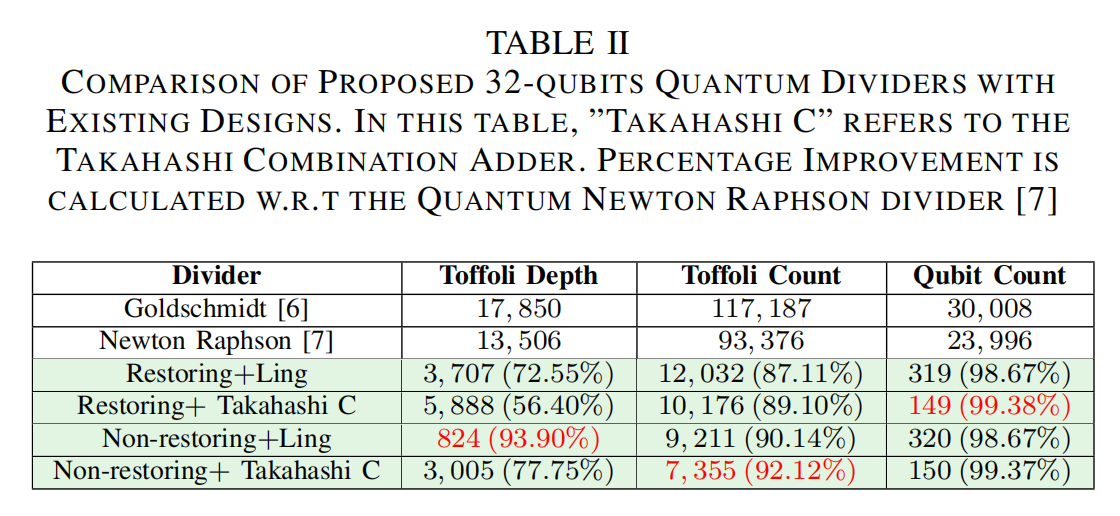 TABLE II
COMPARISON OF PROPOSED 32-QUBITS QUANTUM DIVIDERS WITH
EXISTING DESIGNS. IN THIS TABLE, ”TAKAHASHI C” REFERS TO THE
TAKAHASHI COMBINATION ADDER. PERCENTAGE IMPROVEMENT IS
CALCULATED W.R.T THE QUANTUM NEWTON RAPHSON DIVIDER [7]
Divider Toffoli Depth Toffoli Count Qubit Count
Goldschmidt [6] 17,850 117,187 30,008
Newton Raphson [7] 13,506 93,376 23,996
Restoring+Ling 3,707 (72.55%) 12,032 (87.11%) 319 (98.67%)
Restoring+ Takahashi C 5,888 (56.40%) 10,176 (89.10%) 149 (99.38%)
Non-restoring+Ling 824 (93.90%) 9,211 (90.14%) 320 (98.67%)
Non-restoring+ Takahashi C 3,005 (77.75%) 7,355 (92.12%) 150 (99.37%)